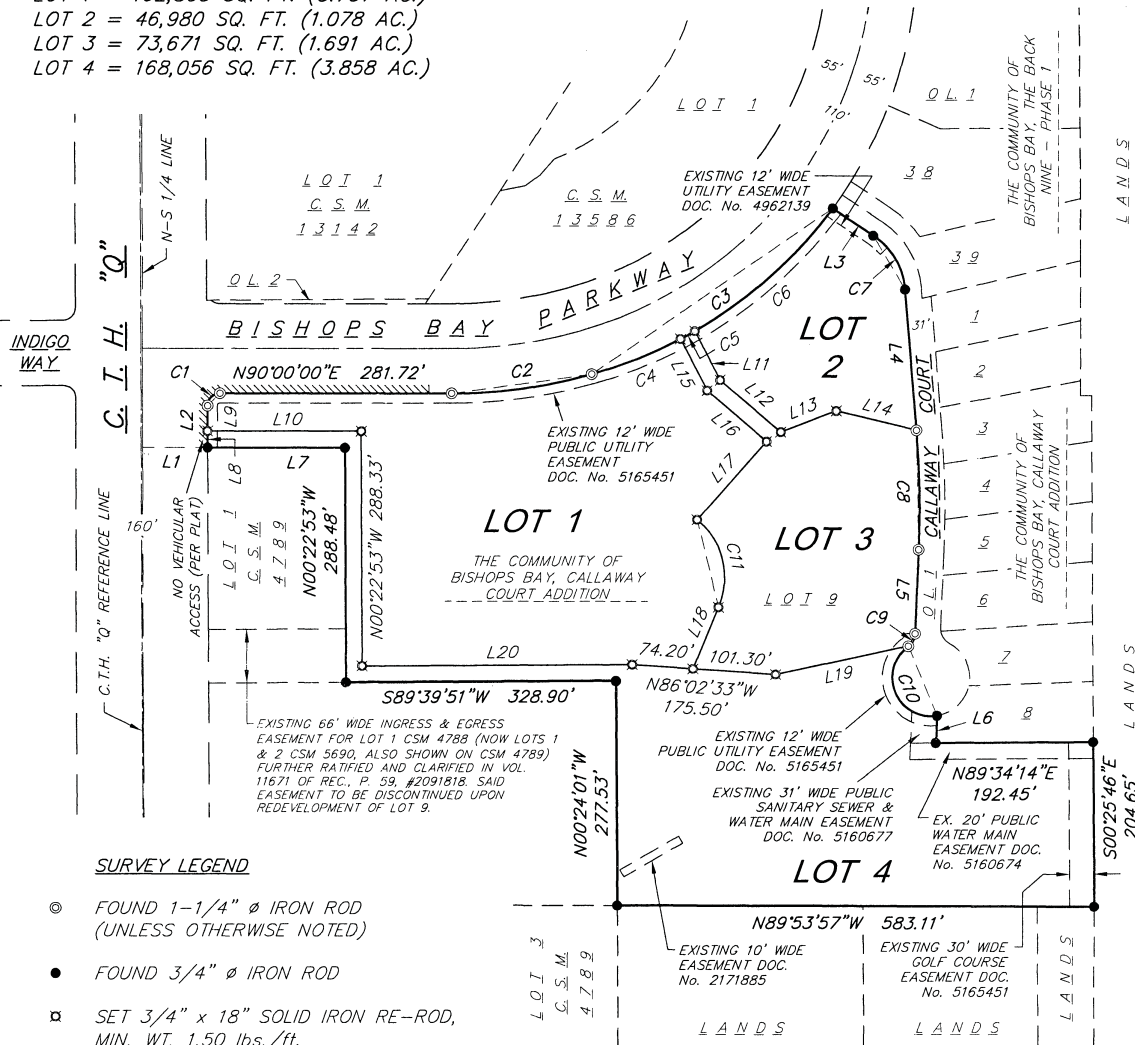 LOT 2 = 46,980 SQ. FT. (1.078 AC.)
LOT 3 = 73,671 SQ. FT. (1.691 AC.)
LOT 4 = 168,056 SQ. FT. (3.858 AC.)
55'
55'
110'
O L. 1
THE COMMUNITY OF
BISHOPS BAY, THE BACK
NINE - PHASE 1
LANDS
LOT 1
N-S 1/4 LINE
LOT 1
C. S. M.
13142
C. S. M.
13586
EXISTING 12' WIDE
UTILITY EASEMENT
DOC. No. 4962139
38
39
L3
C7
O L. 2
BISHOPS BAY PARKWAY
C. T. H. "Q"
INDIGO
WAY
C3
C6
C5
31'
L4
LOT
2
1
2
3
4
5
6
7
8
COURT
CALLAWAY
THE COMMUNITY OF
BISHOPS BAY, CALLAWAY
COURT ADDITION
C1
N90°00'00"E 281.72'
C2
C4
L15
L11
L12
L13
L14
L16
L17
L2
L9
L10
L1
L8
L7
EXISTING 12' WIDE
PUBLIC UTILITY
EASEMENT
DOC. No. 5165451
C. T. H. "Q" REFERENCE LINE
160'
NO VEHICULAR
ACCESS (PER PLAT)
LOT 1
C. S. M.
4789
N00°22'53"W
288.48'
N00°22'53"W 288.33'
LOT 1
THE COMMUNITY OF
BISHOPS BAY, CALLAWAY
COURT ADDITION
LOT 3
LOT 9
C8
C11
L18
L5
O L. 1
C9
L19
C10
L6
L20
74.20'
101.30'
N86°02'33"W
175.50'
S89°39'51"W 328.90'
EXISTING 66' WIDE INGRESS & EGRESS
EASEMENT FOR LOT 1 CSM 4788 (NOW LOTS 1
& 2 CSM 5690, ALSO SHOWN ON CSM 4789)
FURTHER RATIFIED AND CLARIFIED IN VOL.
11671 OF REC., P. 59, #2091818. SAID
EASEMENT TO BE DISCONTINUED UPON
REDEVELOPMENT OF LOT 9.
N00°24'01"W
277.53'
EXISTING 12' WIDE
PUBLIC UTILITY EASEMENT
DOC. No. 5165451
EXISTING 31' WIDE PUBLIC
SANITARY SEWER &
WATER MAIN EASEMENT
DOC. No. 5160677
N89°34'14"E
192.45'
EX. 20' PUBLIC
WATER MAIN
EASEMENT DOC.
No. 5160674
S00°25'46"E
204.65'
LANDS
LOT 4
N89°53'57"W 583.11'
SURVEY LEGEND
FOUND 1-1/4" ø IRON ROD
(UNLESS OTHERWISE NOTED)
FOUND 3/4" ø IRON ROD
SET 3/4" x 18" SOLID IRON RE-ROD,
MIN. WT. 1.50 lbs./ft.
LOT 3
C. S. M.
4789
EXISTING 10' WIDE
EASEMENT DOC.
No. 2171885
EXISTING 30' WIDE
GOLF COURSE
EASEMENT DOC.
No. 5165451
LANDS
LANDS
LANDS